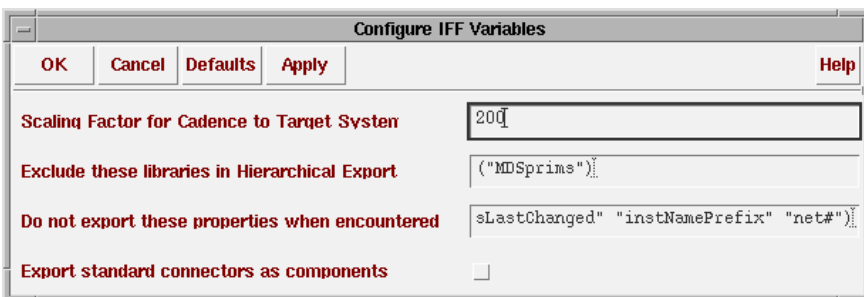 Configure IFF Variables
OK Cancel Defaults Apply Help
Scaling Factor for Cadence to Target System 200
Exclude these libraries in Hierarchical Export ("MDSprims")
Do not export these properties when encountered sLastChanged" "instNamePrefix" "net#")
Export standard connectors as components